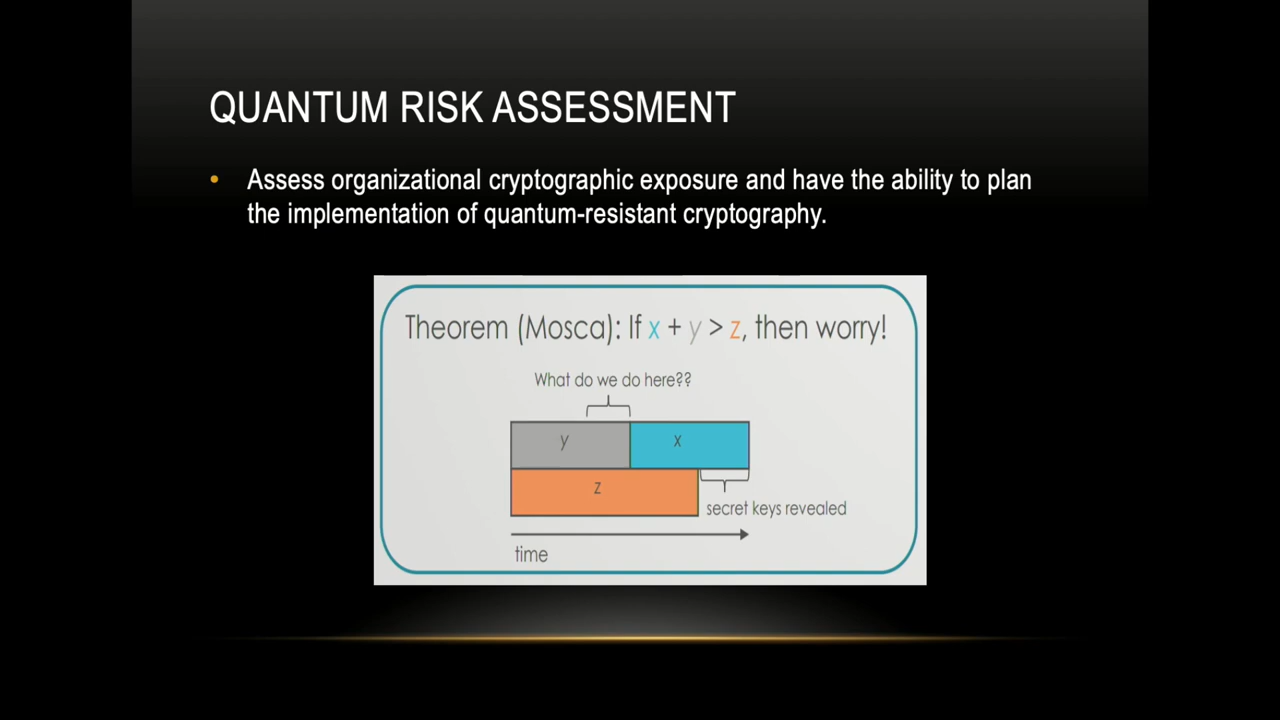 QUANTUM RISK ASSESSMENT
• Assess organizational cryptographic exposure and have the ability to plan
the implementation of quantum-resistant cryptography.
Theorem (Mosca): If x + y > z, then worry!
What do we do here??
y x
z
secret keys revealed
time